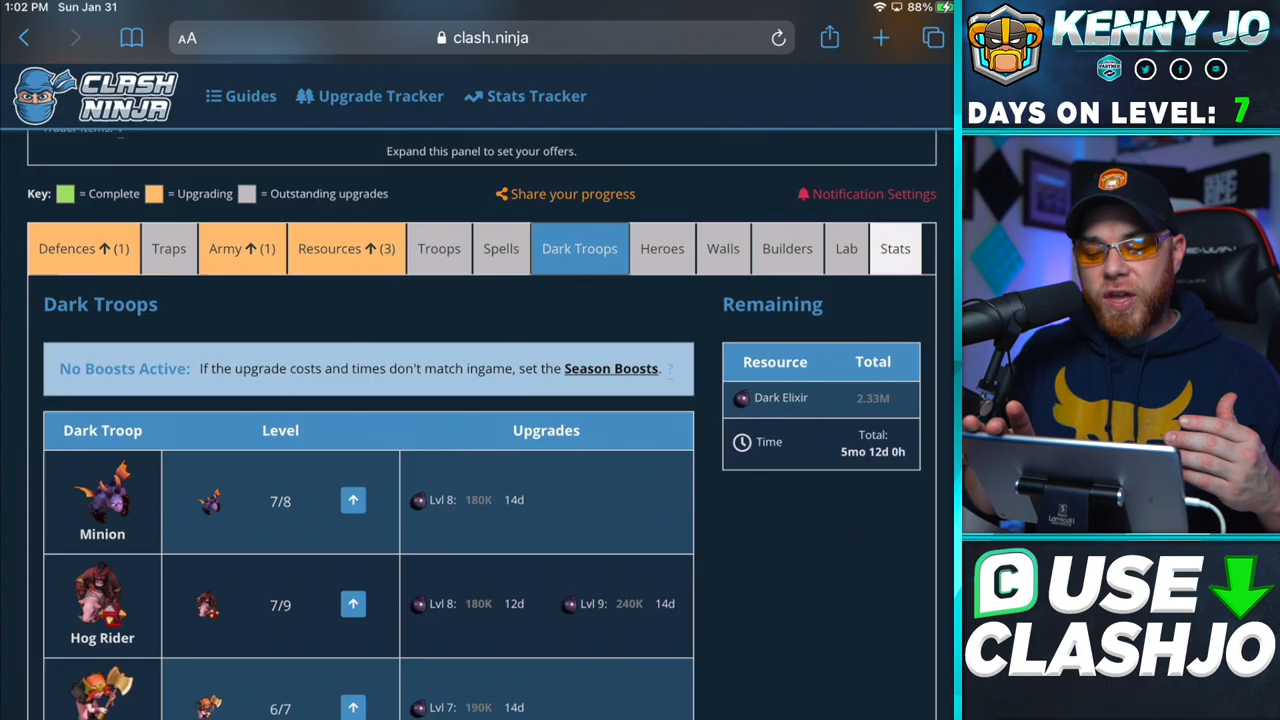 1:02 PM Sun Jan 31
88%
AA
clash.ninja
CLASH NINJA
Guides
Upgrade Tracker
Stats Tracker
Expand this panel to set your offers.
Key: = Complete = Upgrading = Outstanding upgrades
Share your progress
Notification Settings
Defences (1)
Traps
Army (1)
Resources (3)
Troops
Spells
Dark Troops
Heroes
Walls
Builders
Lab
Stats
Dark Troops
No Boosts Active: If the upgrade costs and times don't match ingame, set the Season Boosts. ?
Dark Troop Level Upgrades
Minion
7/8
Lvl 8: 180K 14d
Hog Rider
7/9
Lvl 8: 180K 12d Lvl 9: 240K 14d
6/7
Lvl 7: 190K 14d
Remaining
Resource Total
Dark Elixir 2.33M
Time Total:
5mo 12d 0h
KENNY JO
DAYS ON LEVEL: 7
C USE
CLASHJO